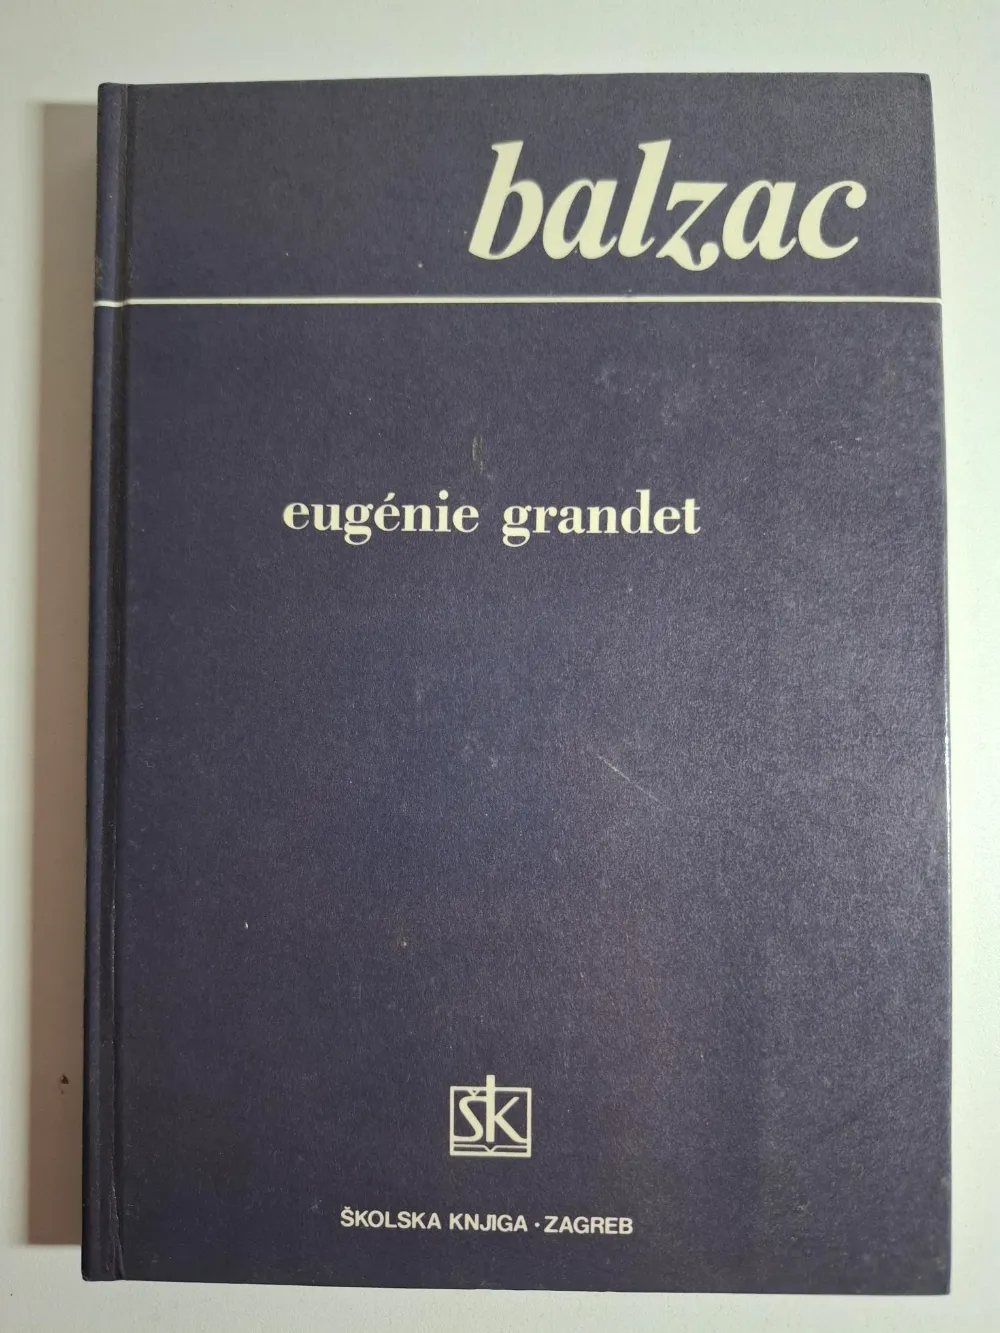 balzac
eugénie grandet
ŠK
ŠKOLSKA KNJIGA · ZAGREB